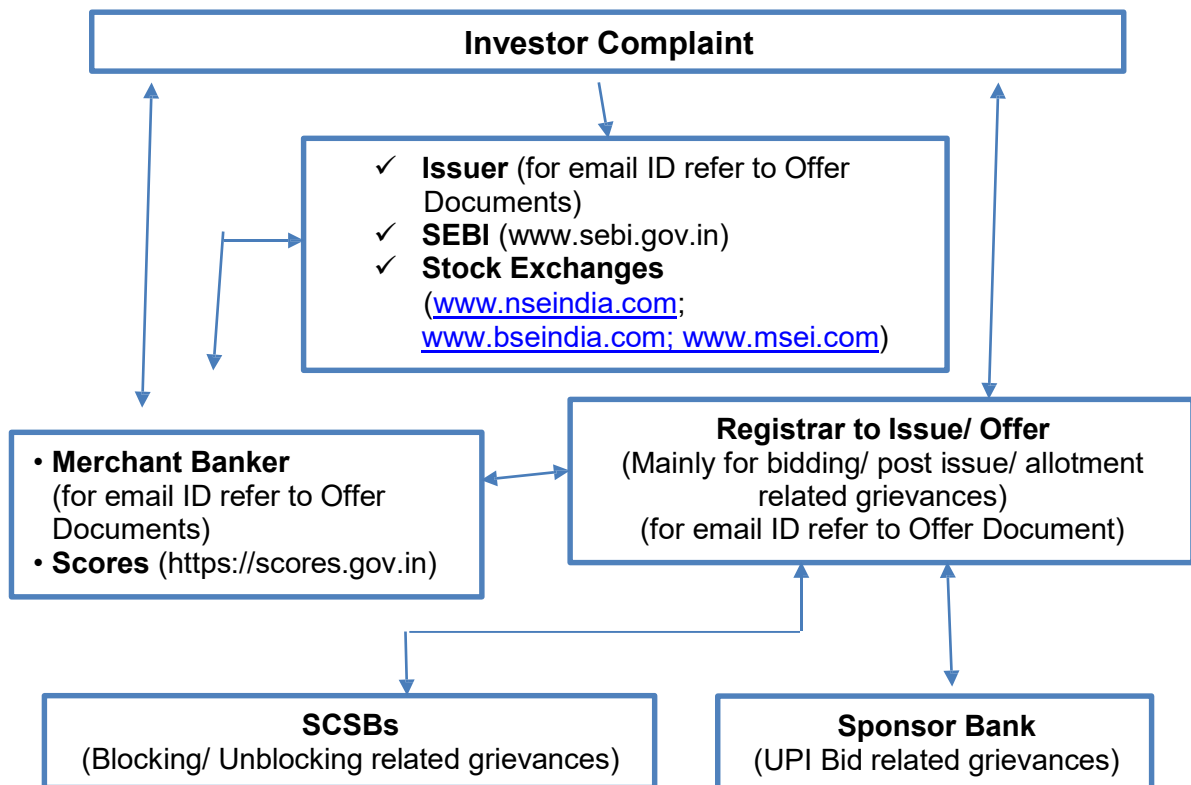 Investor Complaint
✓ Issuer (for email ID refer to Offer
Documents)
✓ SEBI (www.sebi.gov.in)
✓ Stock Exchanges
(www.nseindia.com;
www.bseindia.com; www.msei.com)
• Merchant Banker
(for email ID refer to Offer
Documents)
• Scores (https://scores.gov.in)
Registrar to Issue/ Offer
(Mainly for bidding/ post issue/ allotment
related grievances)
(for email ID refer to Offer Document)
SCSBs
(Blocking/ Unblocking related grievances)
Sponsor Bank
(UPI Bid related grievances)